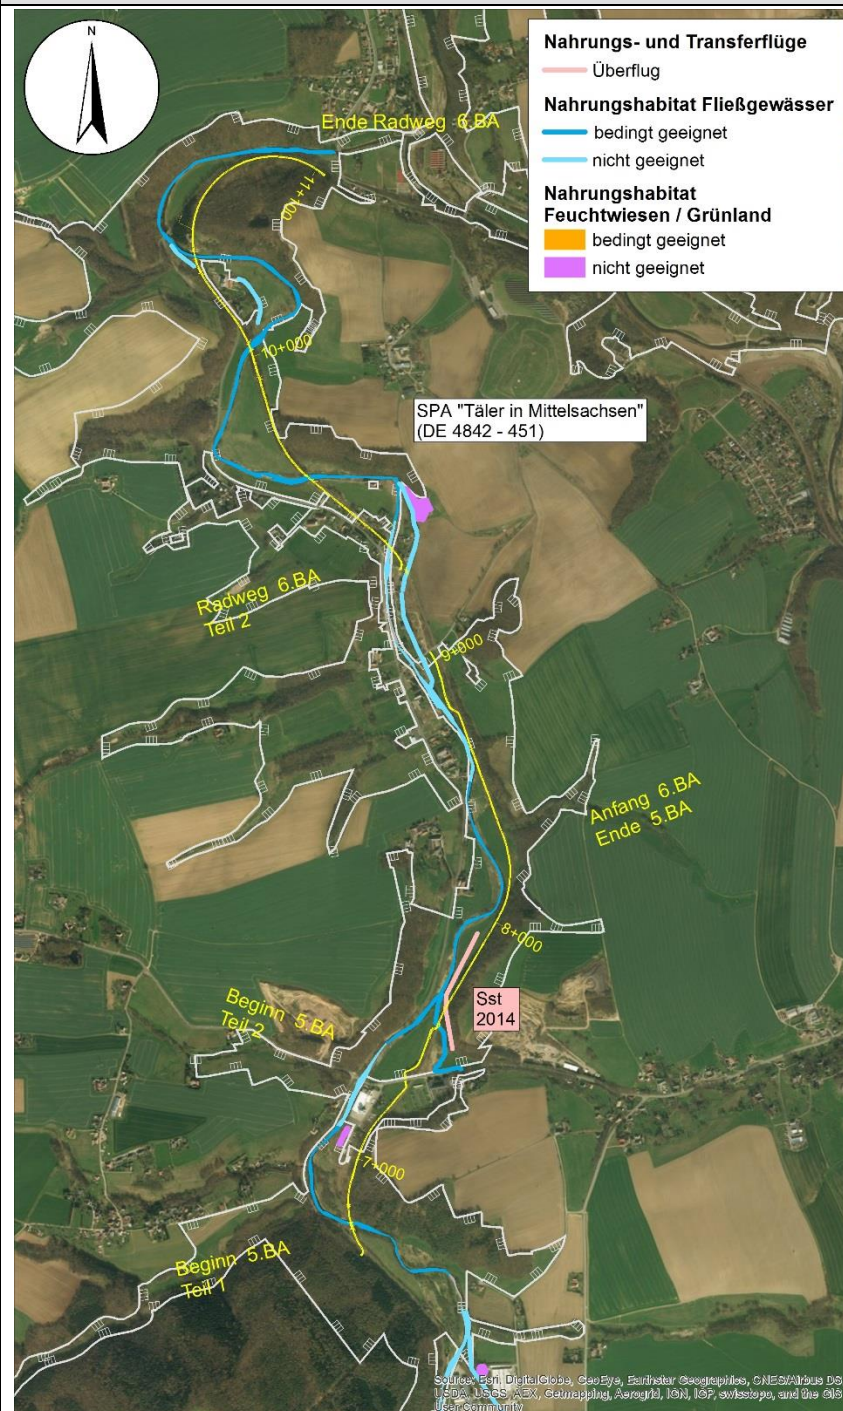 N
Nahrungs- und Transferflüge
Überflug
Nahrungshabitat Fließgewässer
bedingt geeignet
nicht geeignet
Nahrungshabitat
Feuchtwiesen / Grünland
bedingt geeignet
nicht geeignet
Ende Radweg 6.BA
11+100
10+000
SPA "Täler in Mittelsachsen"
(DE 4842 - 451)
Radweg 6.BA
Teil 2
9+000
Anfang 6.BA
Ende 5.BA
8+000
Beginn 5.BA
Teil 2
Sst
2014
7+000
Beginn 5.BA
Teil 1
Source: Esri, DigitalGlobe, GeoEye, Earthstar Geographics, CNES/Airbus DS
USDA, USGS, AEX, Getmapping, Aerogrid, IGN, IGP, swisstopo, and the GIS
User Community